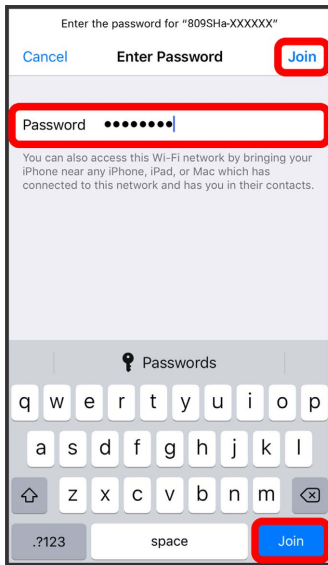 Enter the password for “809SHa-XXXXXX”
Cancel Enter Password Join
Password ●●●●●●●●
You can also access this Wi-Fi network by bringing your
iPhone near any iPhone, iPad, or Mac which has
connected to this network and has you in their contacts.
Passwords
q w e r t y u i o p
a s d f g h j k l
z x c v b n m
.?123 space Join